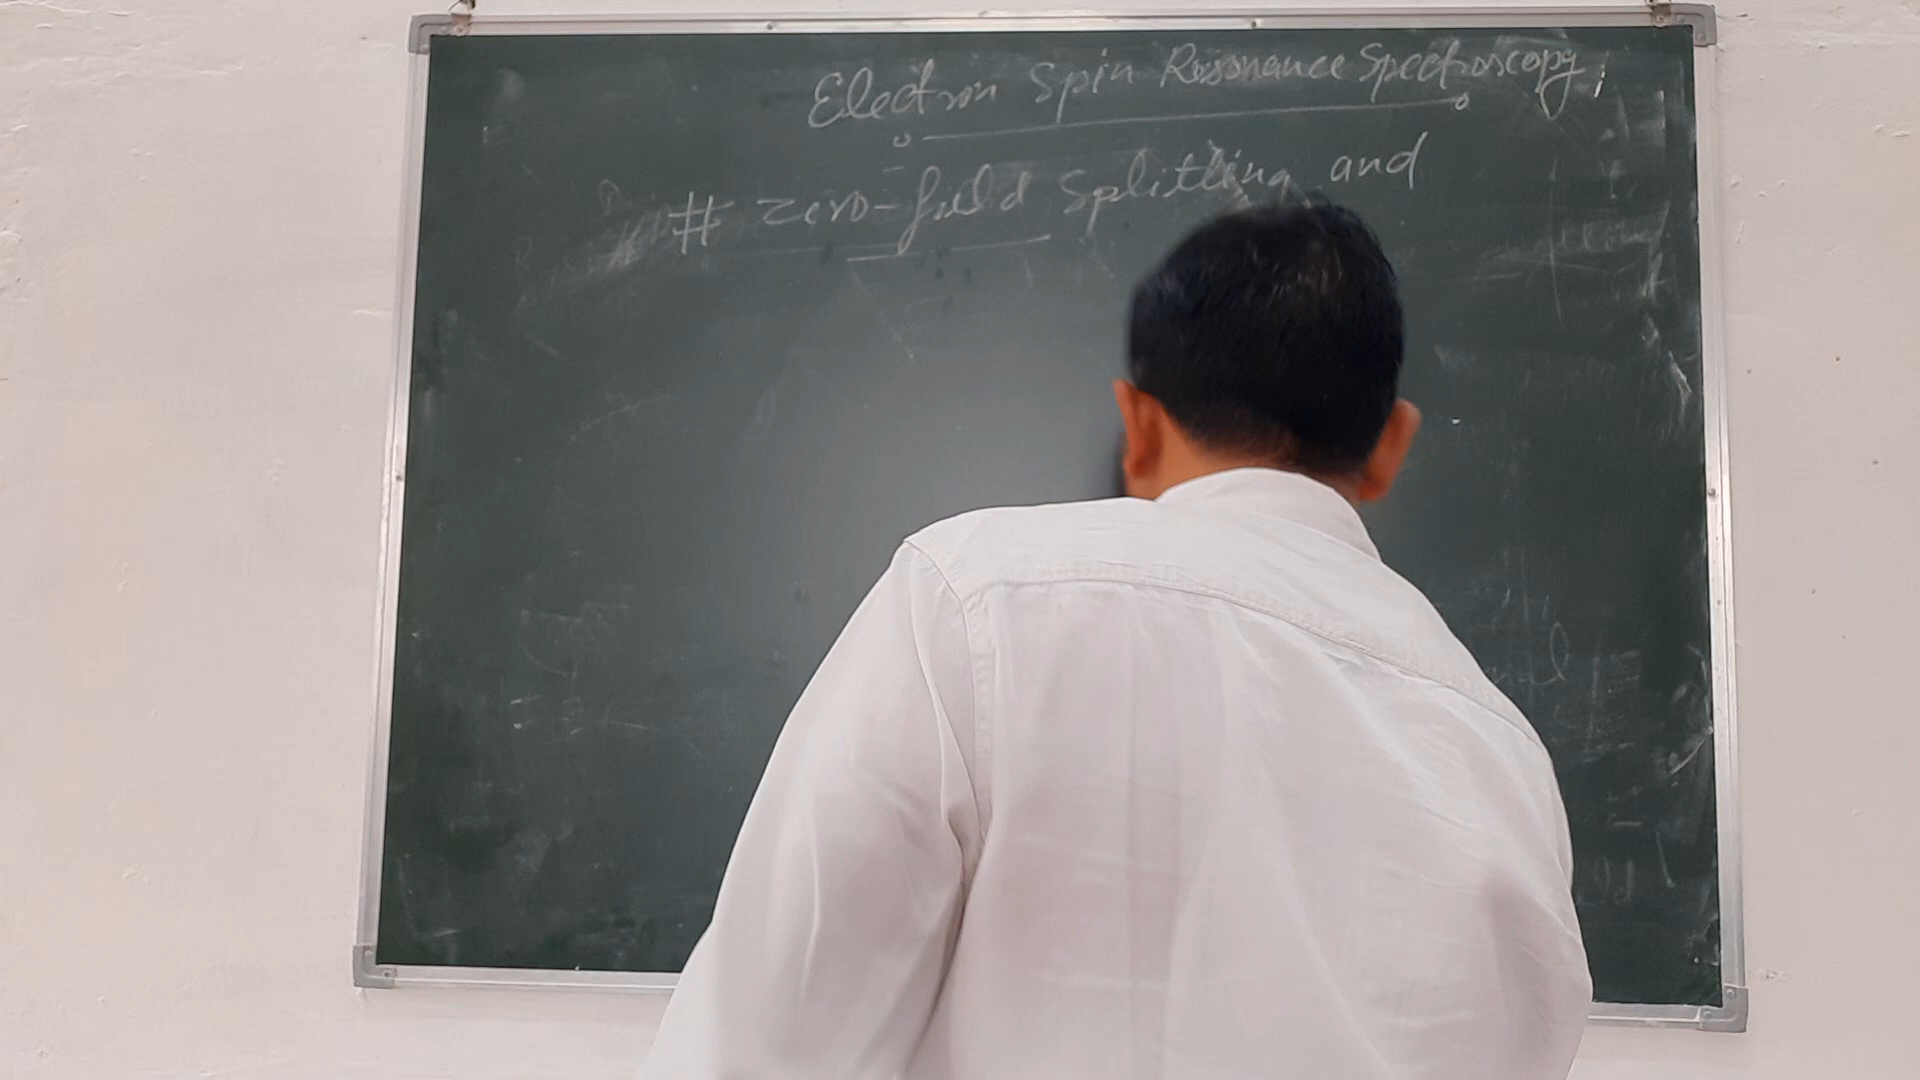 Electron Spin Resonance Spectroscopy;
# Zero-field Splitting and